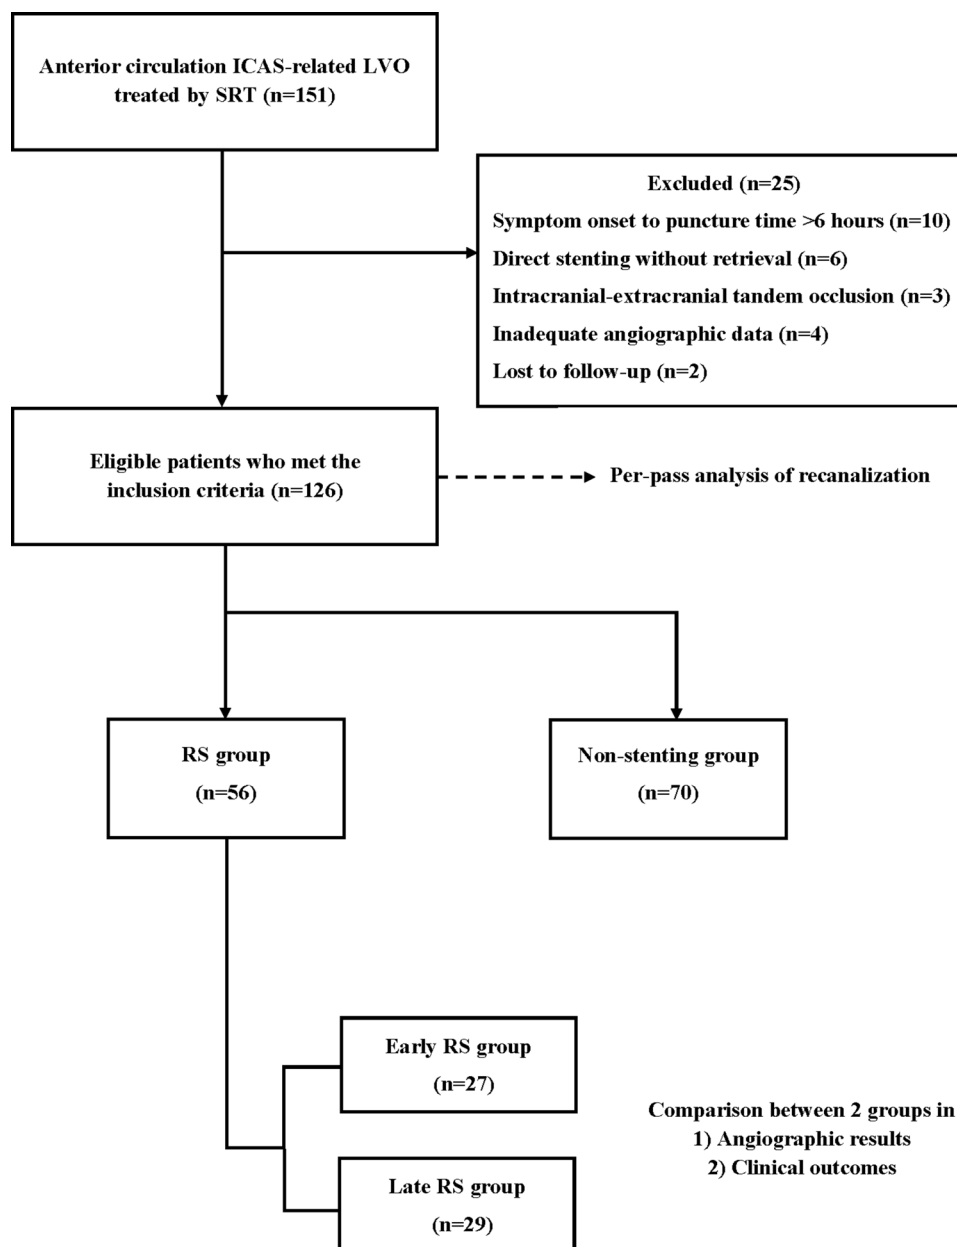 Anterior circulation ICAS-related LVO
treated by SRT (n=151)
Excluded (n=25)
Symptom onset to puncture time >6 hours (n=10)
Direct stenting without retrieval (n=6)
Intracranial-extracranial tandem occlusion (n=3)
Inadequate angiographic data (n=4)
Lost to follow-up (n=2)
Eligible patients who met the
inclusion criteria (n=126)
Per-pass analysis of recanalization
RS group
(n=56)
Non-stenting group
(n=70)
Early RS group
(n=27)
Comparison between 2 groups in
1) Angiographic results
2) Clinical outcomes
Late RS group
(n=29)